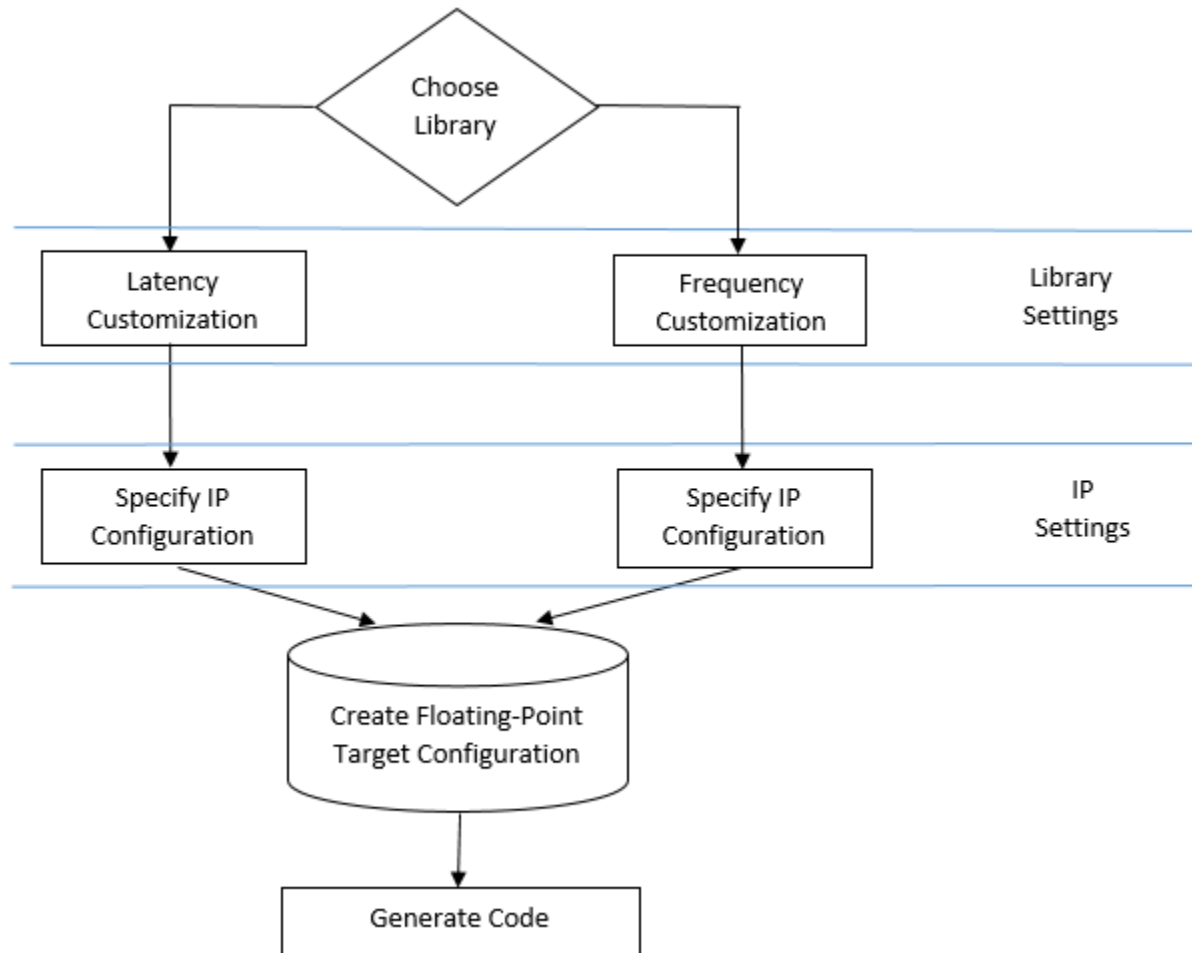 Choose
Library
Latency
Customization
Frequency
Customization
Library
Settings
Specify IP
Configuration
Specify IP
Configuration
IP
Settings
Create Floating-Point
Target Configuration
Generate Code